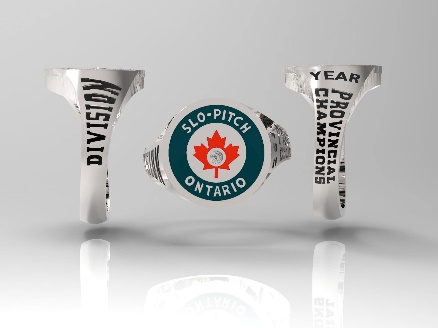 DIVISION
SLO-PITCH
ONTARIO
YEAR
PROVINCIAL
CHAMPIONS